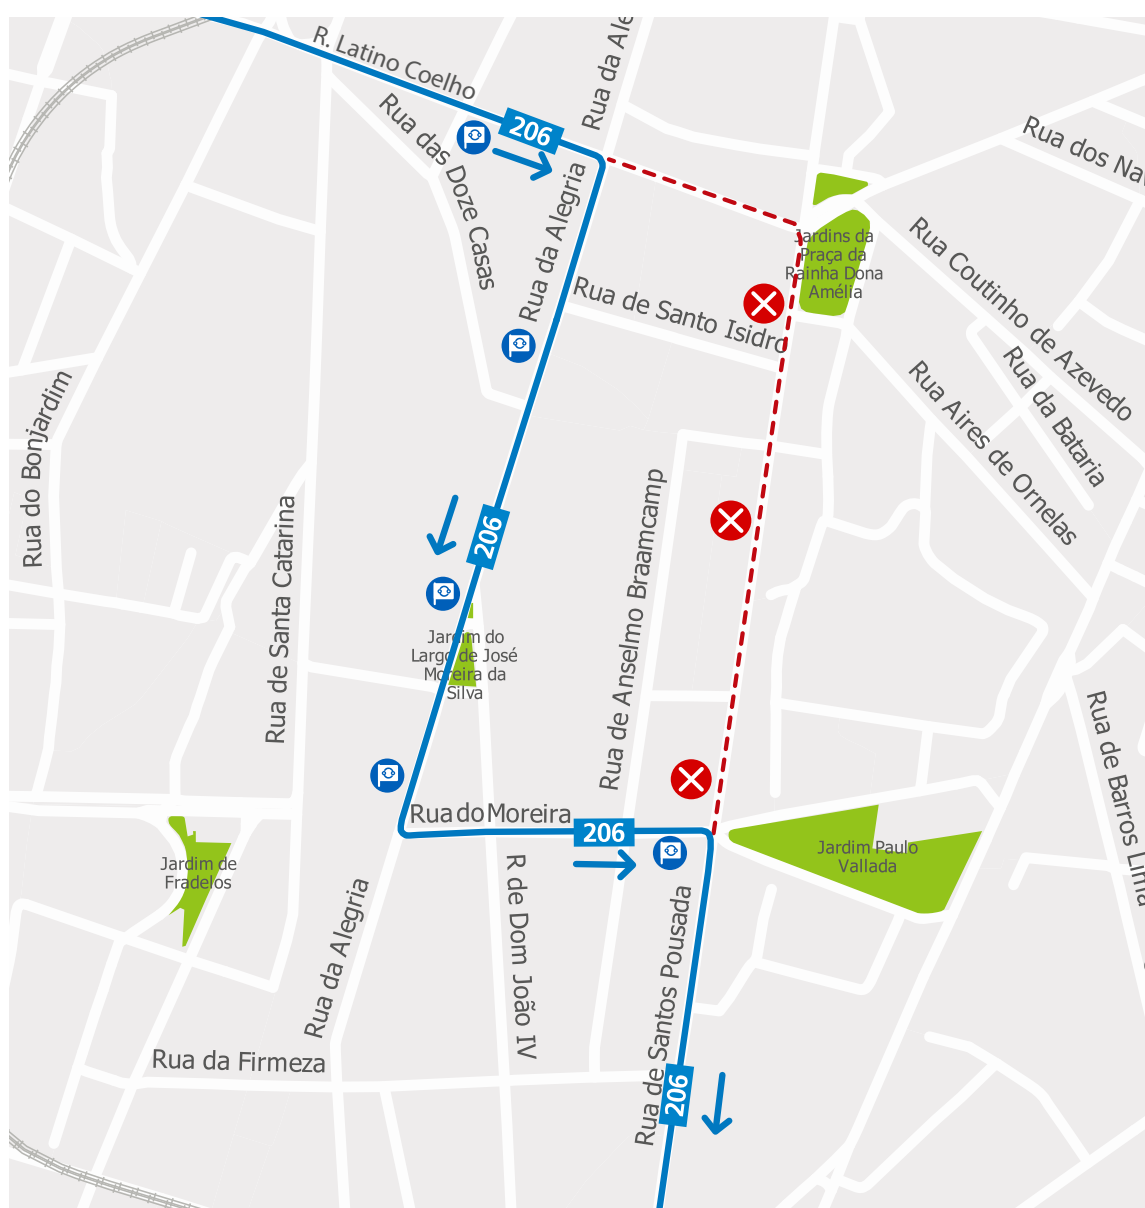 R. Latino Coelho
Rua da Ale
206
Rua das Doze Casas
Rua da Alegria
Rua dos Na
Jardins da
Praça da
Rainha Dona
Amélia
Rua Coutinho de Azevedo
Rua de Santo Isidro
Rua da Bataria
Rua Aires de Ornelas
Rua do Bonjardim
Rua de Santa Catarina
206
Rua de Anselmo Braamcamp
Jardim do
Largo de José
Moreira da
Silva
Rua de Barros Lima
Rua do Moreira
206
Jardim Paulo
Vallada
Jardim de
Fradelos
Rua da Alegria
R de Dom João IV
Rua de Santos Pousada
Rua da Firmeza
206